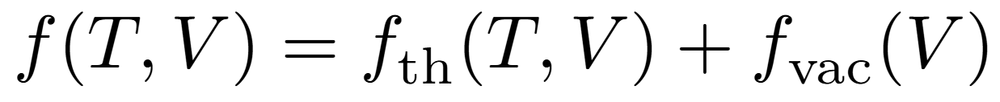 f(T, V) = f_th(T, V) + f_vac(V)